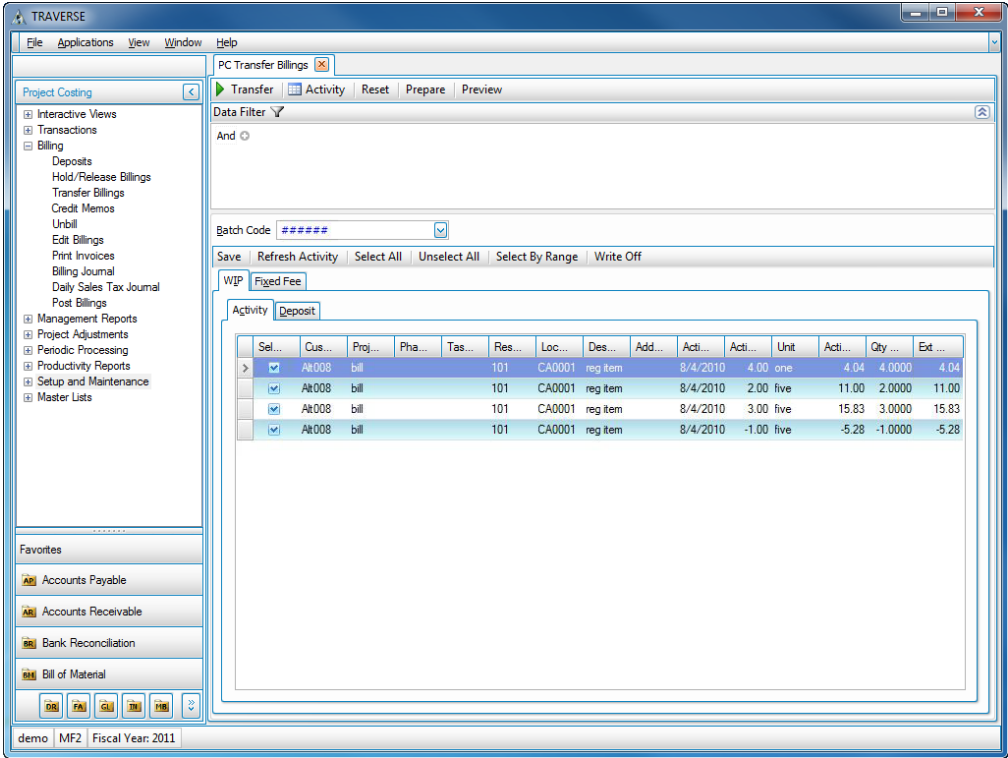 TRAVERSE
File Applications View Window Help
PC Transfer Billings
Project Costing
Transfer Activity Reset Prepare Preview
Data Filter
And
Interactive Views
Transactions
Billing
Deposits
Hold/Release Billings
Transfer Billings
Credit Memos
Unbill
Edit Billings
Print Invoices
Billing Journal
Daily Sales Tax Journal
Post Billings
Management Reports
Project Adjustments
Periodic Processing
Productivity Reports
Setup and Maintenance
Master Lists
Batch Code ######
Save Refresh Activity Select All Unselect All Select By Range Write Off
WIP Fixed Fee
Activity Deposit
Sel... Cus... Proj... Pha... Tas... Res... Loc... Des... Add... Acti... Acti... Unit Acti... Qty ... Ext ...
Alt008 bill 101 CA0001 reg item 8/4/2010 4.00 one 4.04 4.0000 4.04
Alt008 bill 101 CA0001 reg item 8/4/2010 2.00 five 11.00 2.0000 11.00
Alt008 bill 101 CA0001 reg item 8/4/2010 3.00 five 15.83 3.0000 15.83
Alt008 bill 101 CA0001 reg item 8/4/2010 -1.00 five -5.28 -1.0000 -5.28
Favorites
AP Accounts Payable
AR Accounts Receivable
BR Bank Reconciliation
BM Bill of Material
DR FA GL IN MB
demo MF2 Fiscal Year: 2011